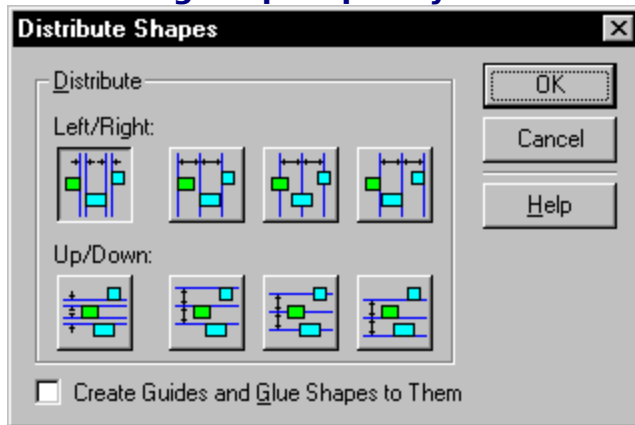 Distribute Shapes
Distribute
OK
Left/Right:
Cancel
Help
Up/Down:
Create Guides and Glue Shapes to Them